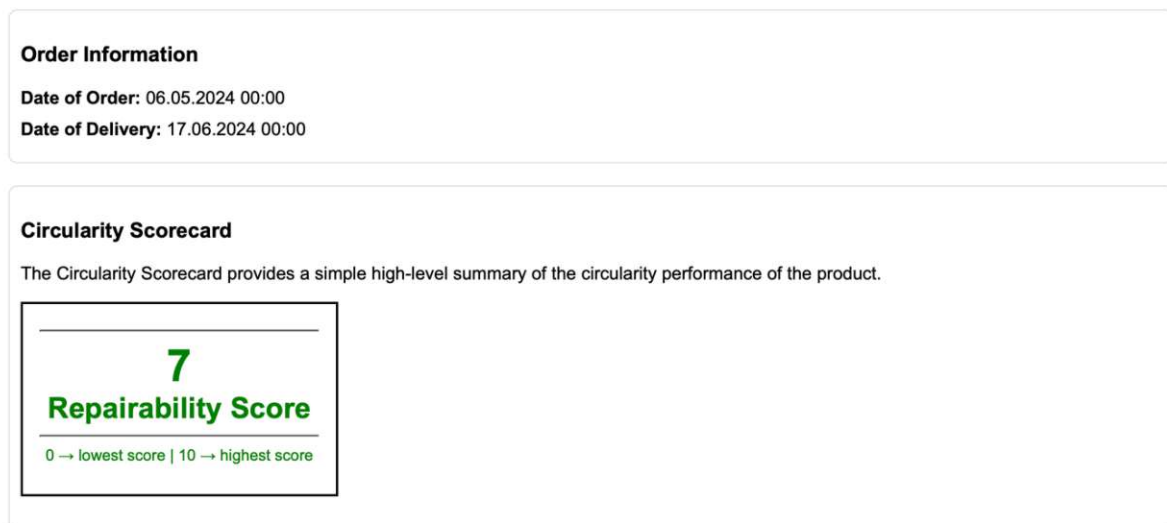 Order Information
Date of Order: 06.05.2024 00:00
Date of Delivery: 17.06.2024 00:00
Circularity Scorecard
The Circularity Scorecard provides a simple high-level summary of the circularity performance of the product.
7
Repairability Score
0 → lowest score | 10 → highest score